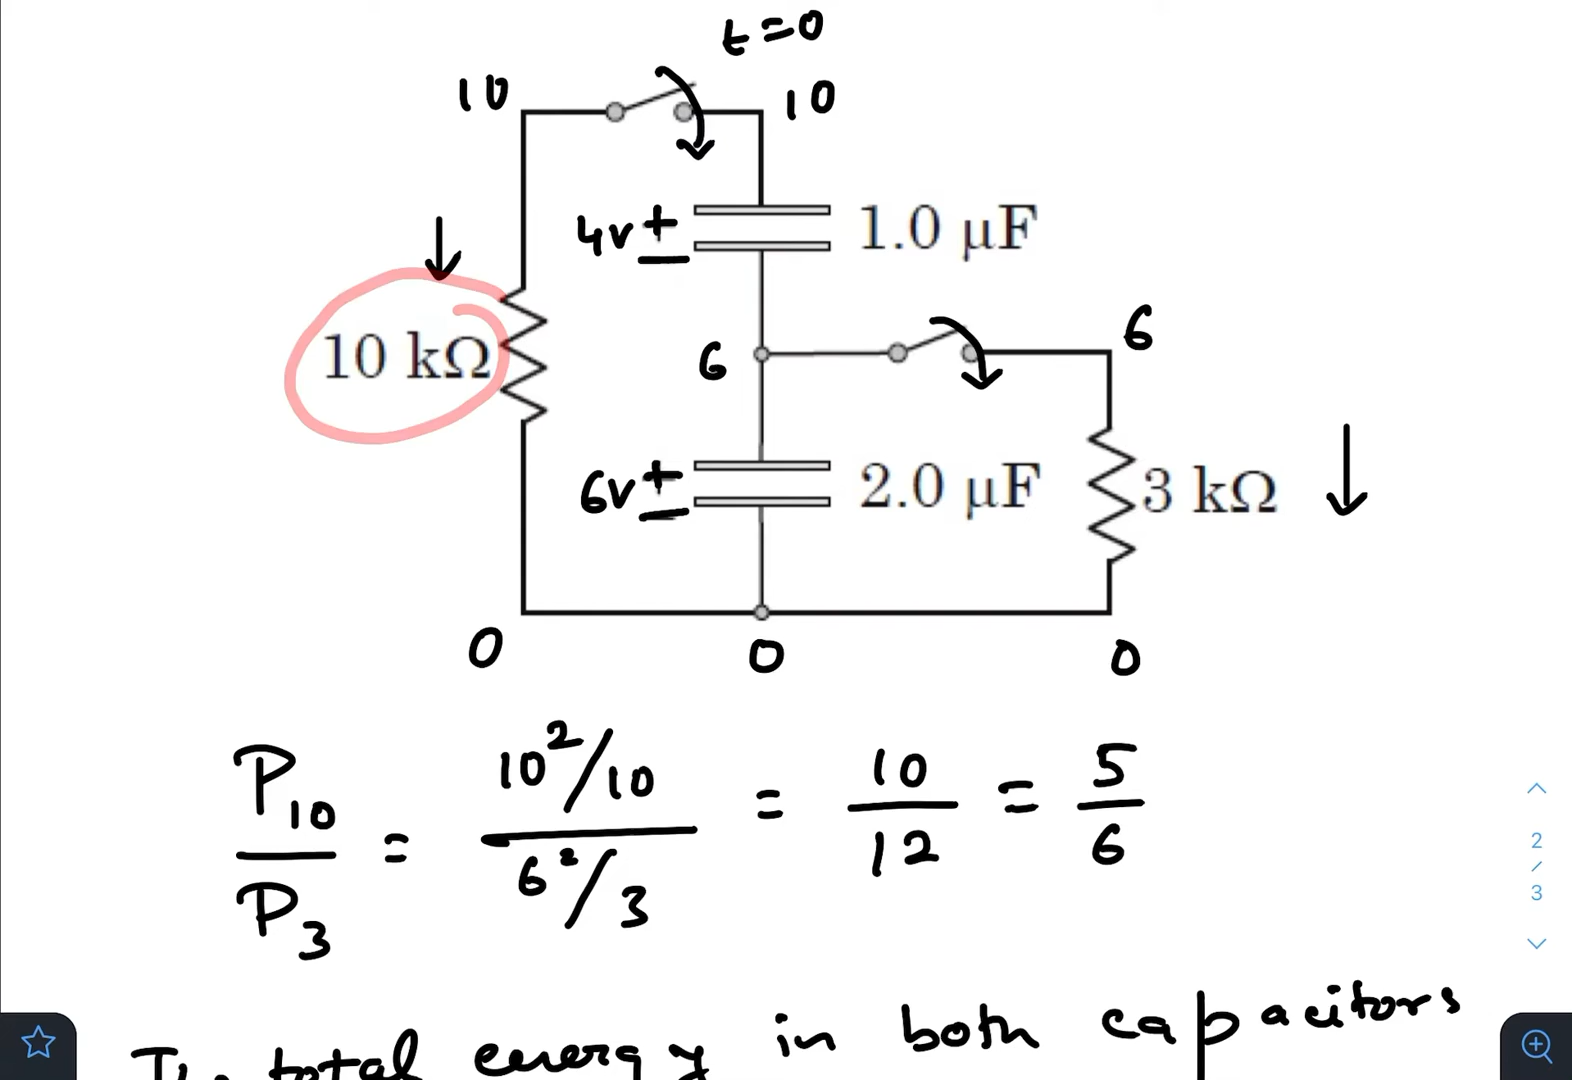 t=0
10
10
4V +
−
1.0 μF
10 kΩ
6
6
6V +
−
2.0 μF
3 kΩ
0
0
0
P10 / P3 = (10²/10) / (6²/3) = 10/12 = 5/6
2
/
3
total energy in both capacitors